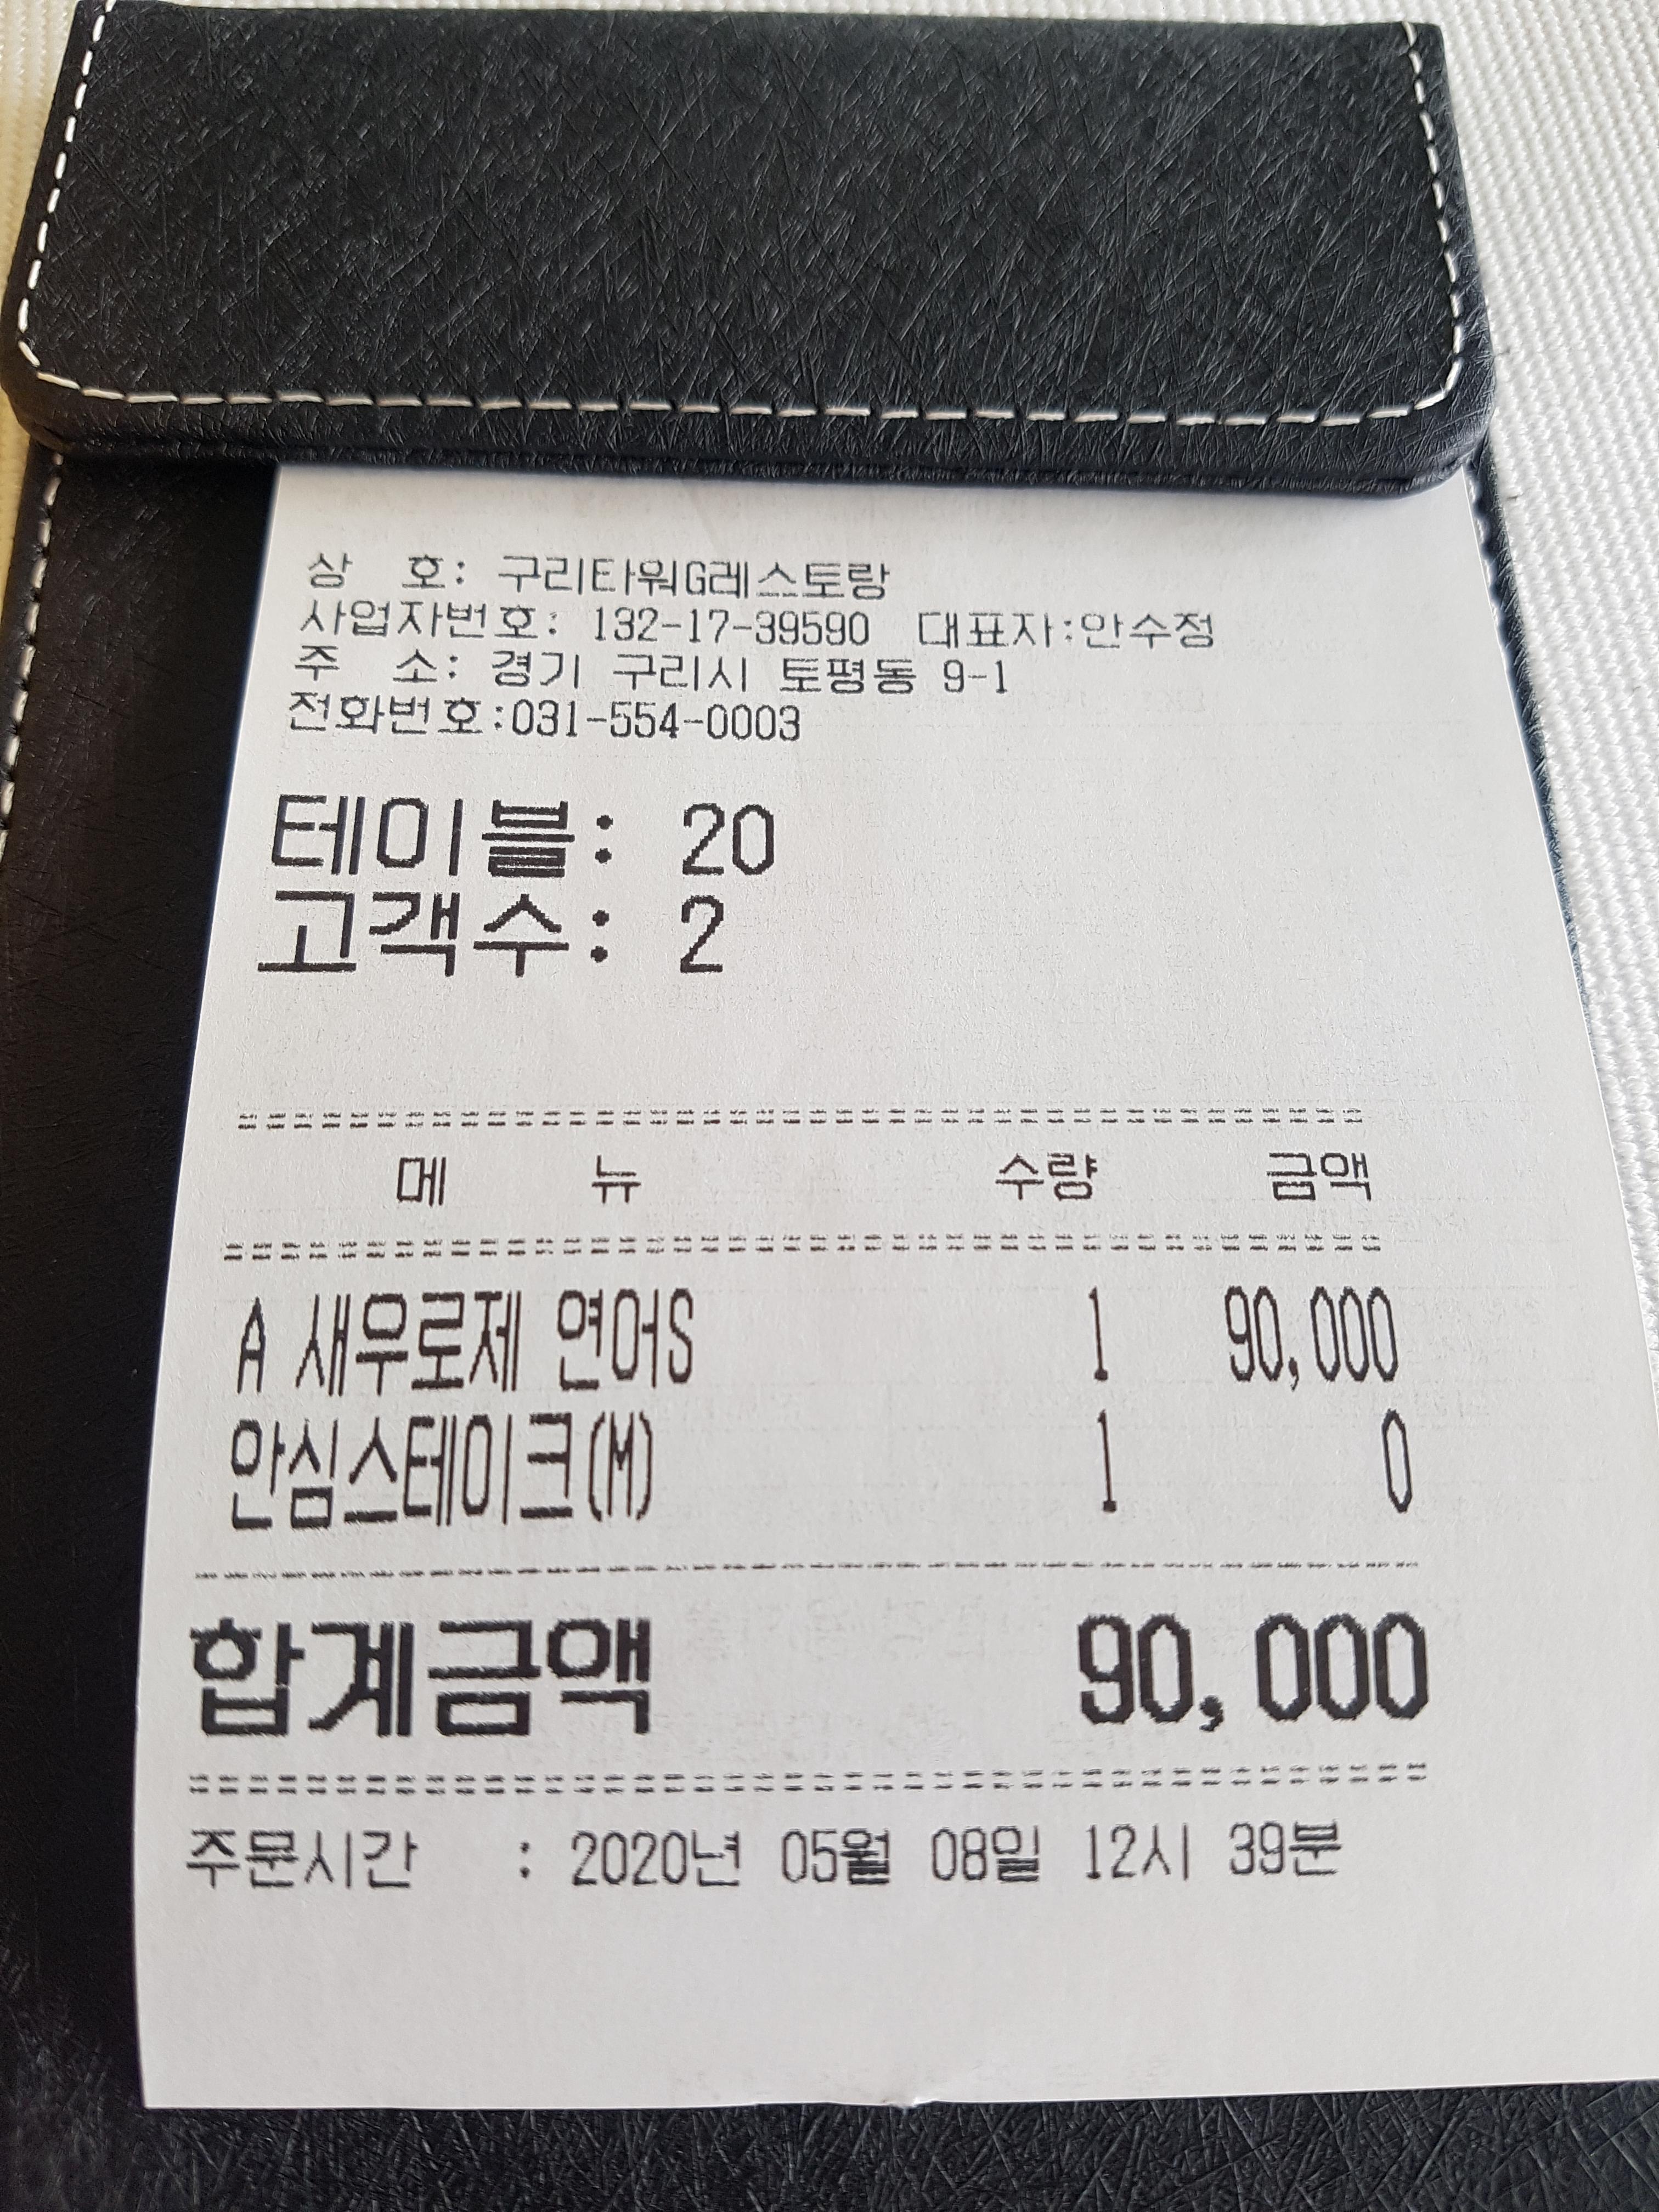 상 호: 구리타워G레스토랑
사업자번호: 132-17-39590 대표자:안수정
주 소: 경기 구리시 토평동 9-1
전화번호:031-554-0003
테이블: 20
고객수: 2
메 뉴 수량 금액
A 새우로제 연어S 1 90,000
안심스테이크(M) 1 0
합계금액 90,000
주문시간 : 2020년 05월 08일 12시 39분